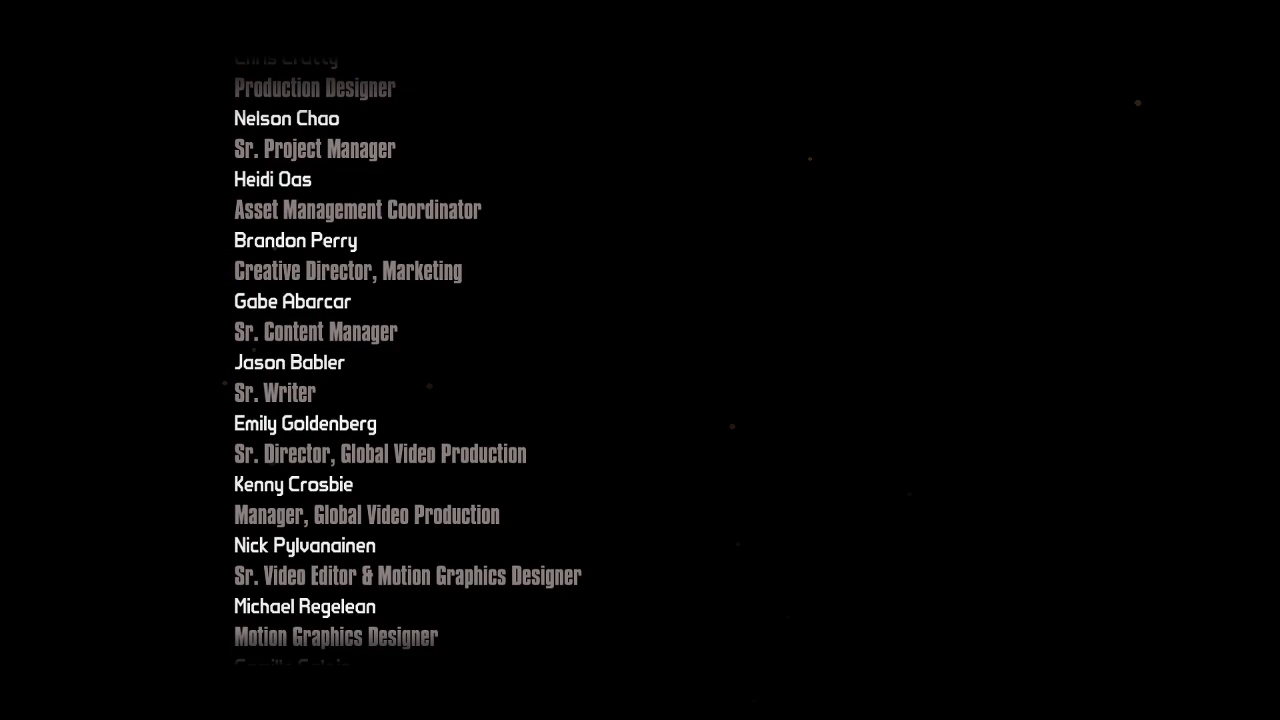 Production Designer
Nelson Chao
Sr. Project Manager
Heidi Oas
Asset Management Coordinator
Brandon Perry
Creative Director, Marketing
Gabe Abarcar
Sr. Content Manager
Jason Babler
Sr. Writer
Emily Goldenberg
Sr. Director, Global Video Production
Kenny Crosbie
Manager, Global Video Production
Nick Pylvanainen
Sr. Video Editor & Motion Graphics Designer
Michael Regelean
Motion Graphics Designer